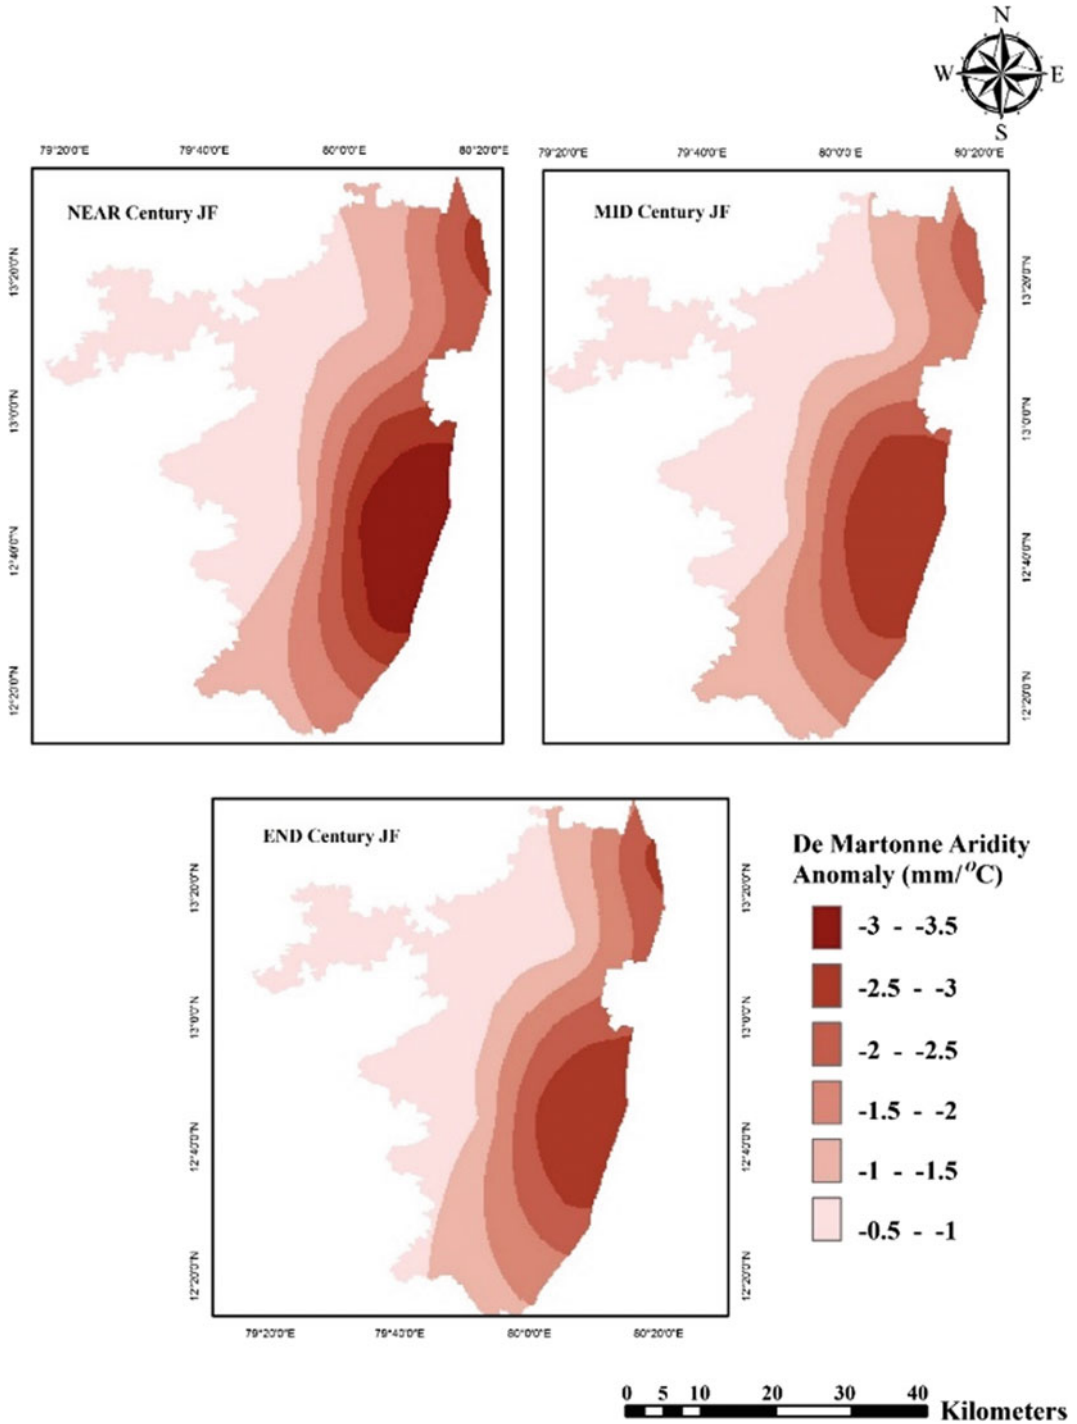 N
W E
S
79°20'0"E 79°40'0"E 80°0'0"E 80°20'0"E 79°20'0"E 79°40'0"E 80°0'0"E 80°20'0"E
NEAR Century JF
MID Century JF
13°20'0"N
13°0'0"N
12°40'0"N
12°20'0"N
13°20'0"N
13°0'0"N
12°40'0"N
12°20'0"N
END Century JF
13°20'0"N
13°0'0"N
12°40'0"N
12°20'0"N
13°20'0"N
13°0'0"N
12°40'0"N
12°20'0"N
79°20'0"E 79°40'0"E 80°0'0"E 80°20'0"E
De Martonne Aridity
Anomaly (mm/°C)
-3 - -3.5
-2.5 - -3
-2 - -2.5
-1.5 - -2
-1 - -1.5
-0.5 - -1
0 5 10 20 30 40
Kilometers